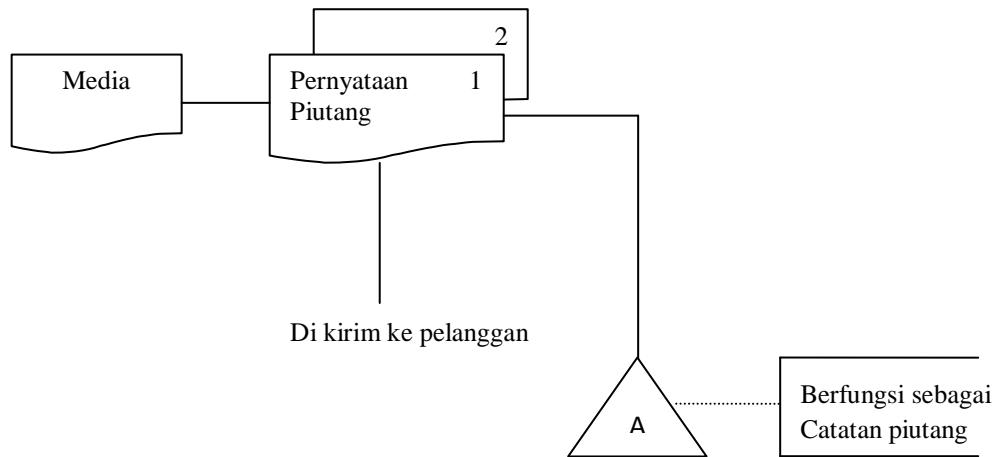 2
Media
Pernyataan 1
Piutang
Di kirim ke pelanggan
A
Berfungsi sebagai
Catatan piutang